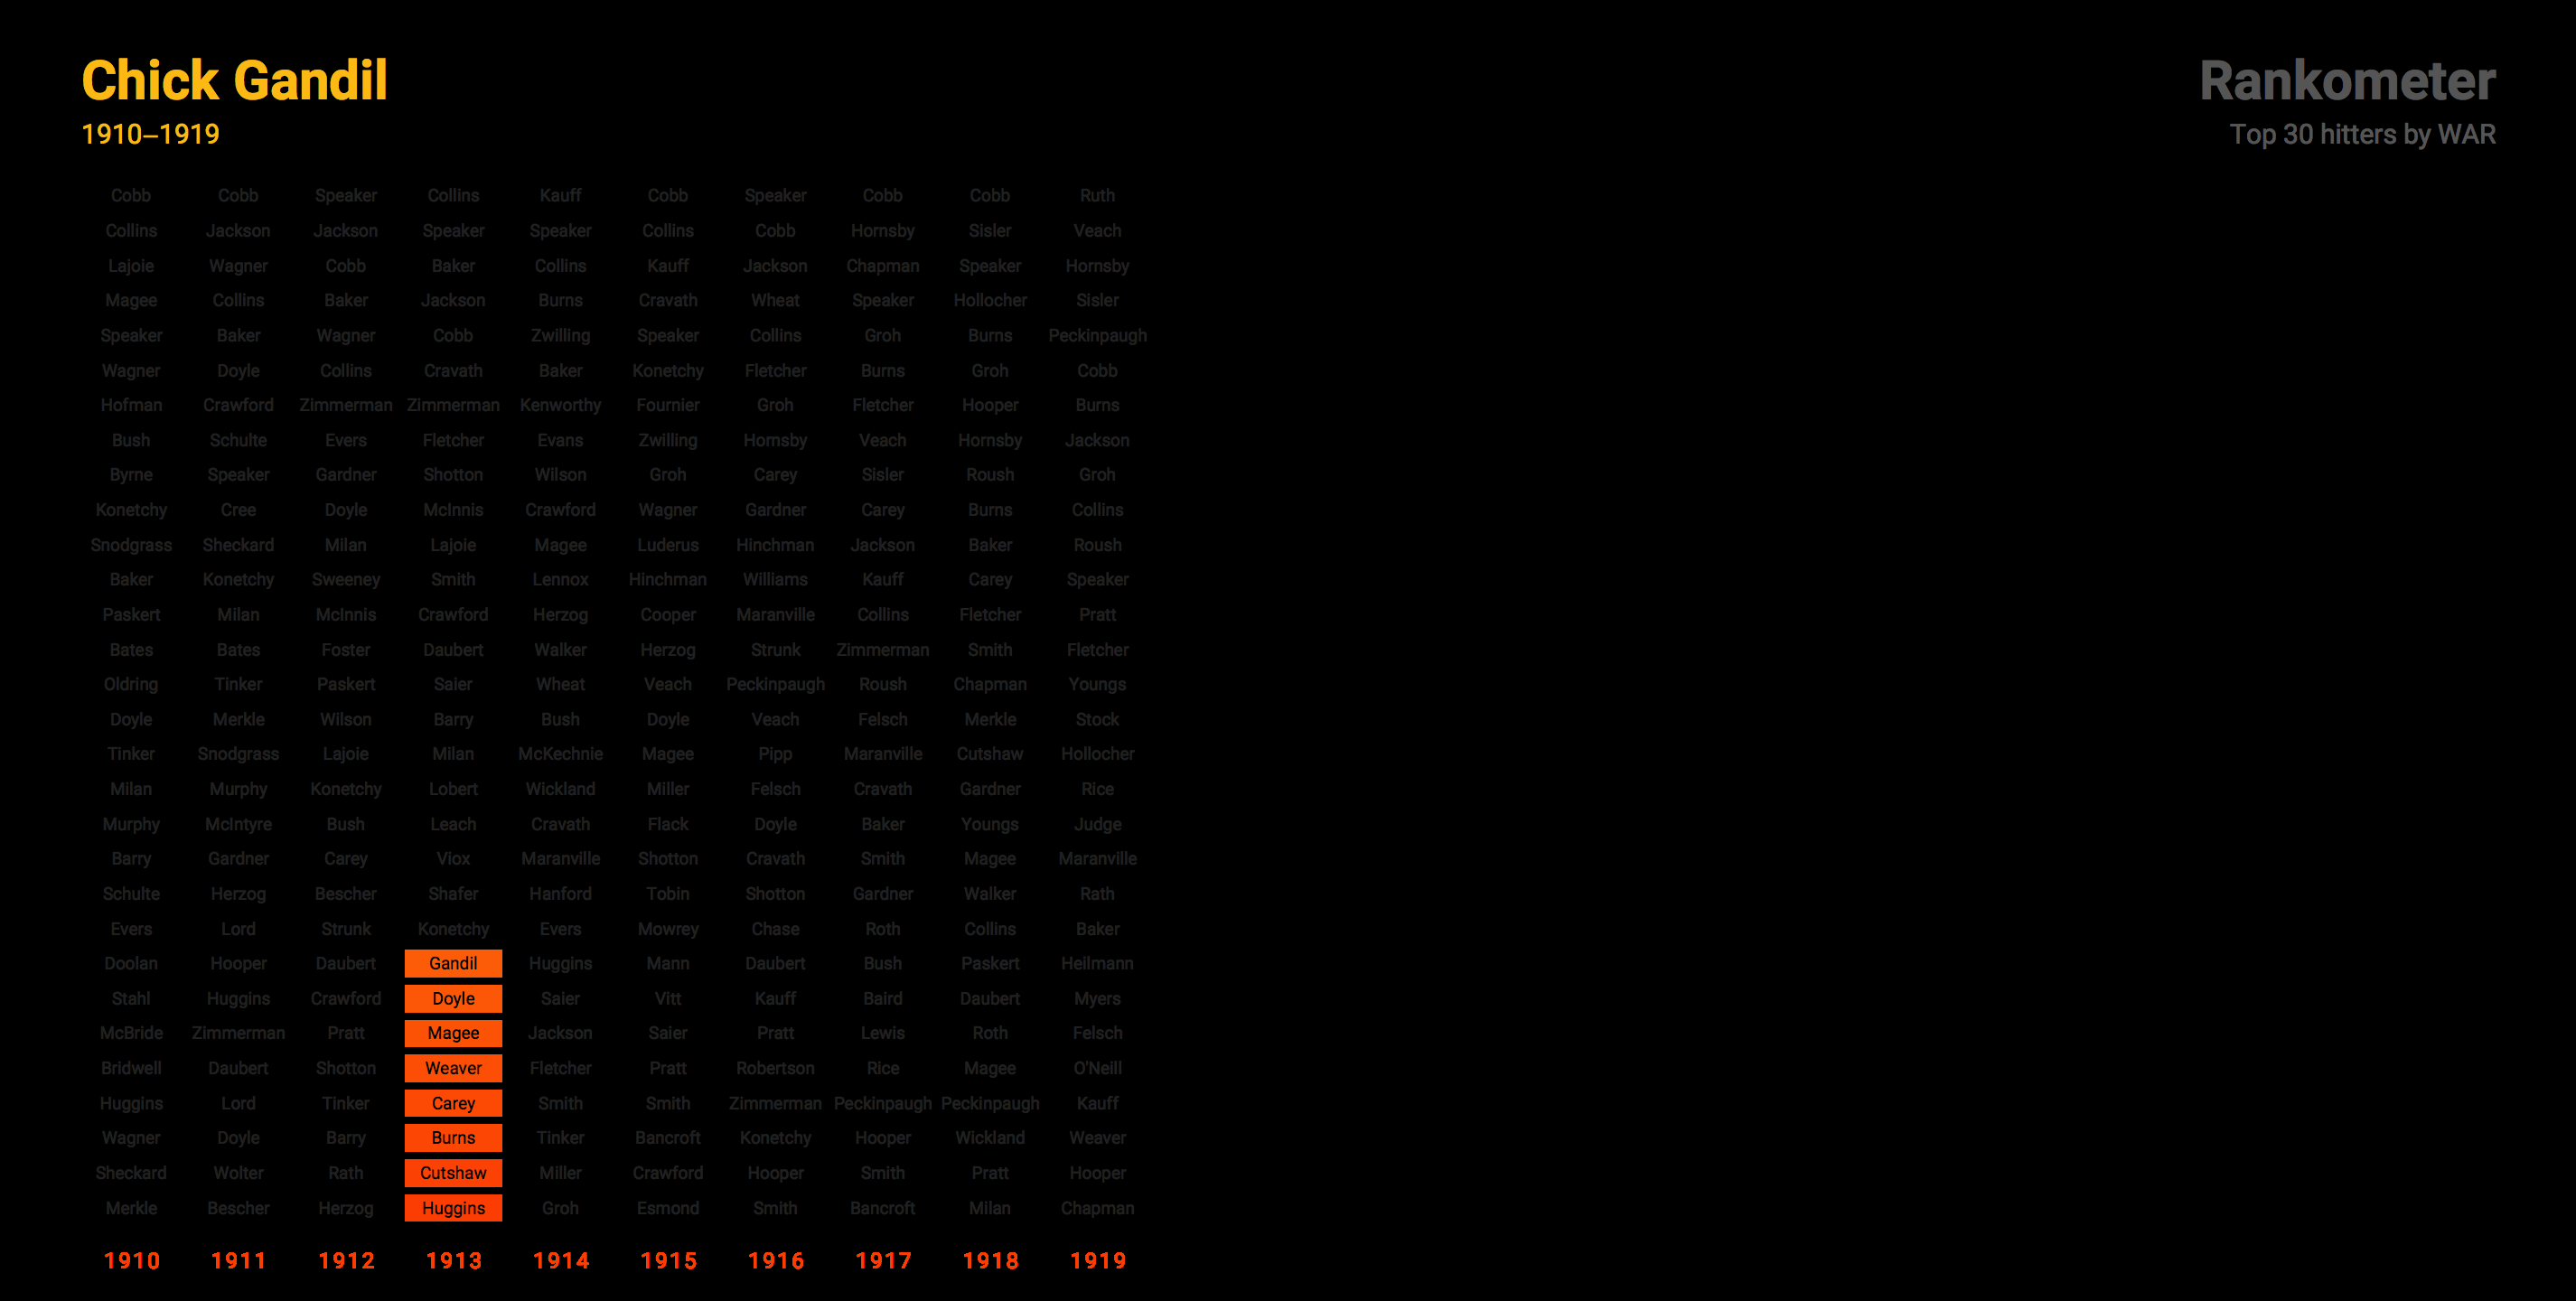 Chick Gandil
1910–1919
Rankometer
Top 30 hitters by WAR
Cobb Cobb Speaker Collins Kauff Cobb Speaker Cobb Cobb Ruth
Collins Jackson Jackson Speaker Speaker Collins Cobb Hornsby Sisler Veach
Lajoie Wagner Cobb Baker Collins Kauff Jackson Chapman Speaker Hornsby
Magee Collins Baker Jackson Burns Cravath Wheat Speaker Hollocher Sisler
Speaker Baker Wagner Cobb Zwilling Speaker Collins Groh Burns Peckinpaugh
Wagner Doyle Collins Cravath Baker Konetchy Fletcher Burns Groh Cobb
Hofman Crawford Zimmerman Zimmerman Kenworthy Fournier Groh Fletcher Hooper Burns
Bush Schulte Evers Fletcher Evans Zwilling Hornsby Veach Hornsby Jackson
Byrne Speaker Gardner Shotton Wilson Groh Carey Sisler Roush Groh
Konetchy Cree Doyle McInnis Crawford Wagner Gardner Carey Burns Collins
Snodgrass Sheckard Milan Lajoie Magee Luderus Hinchman Jackson Baker Roush
Baker Konetchy Sweeney Smith Lennox Hinchman Williams Kauff Carey Speaker
Paskert Milan McInnis Crawford Herzog Cooper Maranville Collins Fletcher Pratt
Bates Bates Foster Daubert Walker Herzog Strunk Zimmerman Smith Fletcher
Oldring Tinker Paskert Saier Wheat Veach Peckinpaugh Roush Chapman Youngs
Doyle Merkle Wilson Barry Bush Doyle Veach Felsch Merkle Stock
Tinker Snodgrass Lajoie Milan McKechnie Magee Pipp Maranville Cutshaw Hollocher
Milan Murphy Konetchy Lobert Wickland Miller Felsch Cravath Gardner Rice
Murphy McIntyre Bush Leach Cravath Flack Doyle Baker Youngs Judge
Barry Gardner Carey Viox Maranville Shotton Cravath Smith Magee Maranville
Schulte Herzog Bescher Shafer Hanford Tobin Shotton Gardner Walker Rath
Evers Lord Strunk Konetchy Evers Mowrey Chase Roth Collins Baker
Doolan Hooper Daubert Gandil Huggins Mann Daubert Bush Paskert Heilmann
Stahl Huggins Crawford Doyle Saier Vitt Kauff Baird Daubert Myers
McBride Zimmerman Pratt Magee Jackson Saier Pratt Lewis Roth Felsch
Bridwell Daubert Shotton Weaver Fletcher Pratt Robertson Rice Magee O'Neill
Huggins Lord Tinker Carey Smith Smith Zimmerman Peckinpaugh Peckinpaugh Kauff
Wagner Doyle Barry Burns Tinker Bancroft Konetchy Hooper Wickland Weaver
Sheckard Wolter Rath Cutshaw Miller Crawford Hooper Smith Pratt Hooper
Merkle Bescher Herzog Huggins Groh Esmond Smith Bancroft Milan Chapman
1910 1911 1912 1913 1914 1915 1916 1917 1918 1919